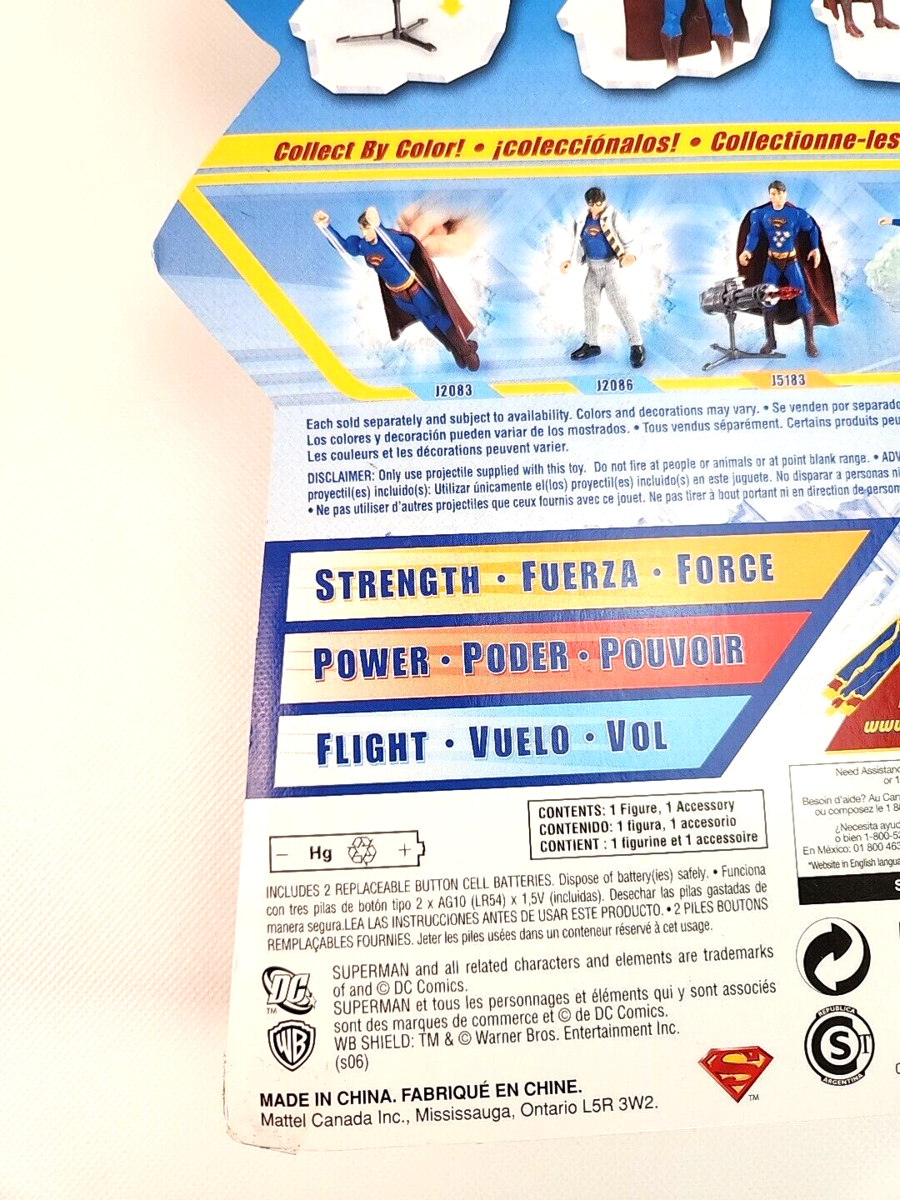 Collect By Color! • ¡colecciónalos! • Collectionne-les
J2083
J2086
J5183
Each sold separately and subject to availability. Colors and decorations may vary. • Se venden por separado
Los colores y decoración pueden variar de los mostrados. • Tous vendus séparément. Certains produits peu
Les couleurs et les décorations peuvent varier.
DISCLAIMER: Only use projectile supplied with this toy. Do not fire at people or animals or at point blank range. • ADV
proyectil(es) incluido(s): Utilizar únicamente el(los) proyectil(es) incluido(s) en este juguete. No disparar a personas ni
• Ne pas utiliser d'autres projectiles que ceux fournis avec ce jouet. Ne pas tirer à bout portant ni en direction de person
STRENGTH • FUERZA • FORCE
POWER • PODER • POUVOIR
FLIGHT • VUELO • VOL
www
Need Assistanc
or 1
Besoin d'aide? Au Can
ou composez le 1 8
¿Necesita ayud
o bien 1-800-52
En México: 01 800 463
*Website in English langua
S
CONTENTS: 1 Figure, 1 Accessory
CONTENIDO: 1 figura, 1 accesorio
CONTIENT : 1 figurine et 1 accessoire
– Hg +
INCLUDES 2 REPLACEABLE BUTTON CELL BATTERIES. Dispose of battery(ies) safely. • Funciona
con tres pilas de botón tipo 2 x AG10 (LR54) x 1,5V (incluidas). Desechar las pilas gastadas de
manera segura.LEA LAS INSTRUCCIONES ANTES DE USAR ESTE PRODUCTO. • 2 PILES BOUTONS
REMPLAÇABLES FOURNIES. Jeter les piles usées dans un conteneur réservé à cet usage.
DC
TM
SUPERMAN and all related characters and elements are trademarks
of and © DC Comics.
SUPERMAN et tous les personnages et éléments qui y sont associés
sont des marques de commerce et © de DC Comics.
WB
WB SHIELD: TM & © Warner Bros. Entertainment Inc.
(s06)
REPUBLICA
S
ARGENTINA
S
TM
MADE IN CHINA. FABRIQUÉ EN CHINE.
Mattel Canada Inc., Mississauga, Ontario L5R 3W2.